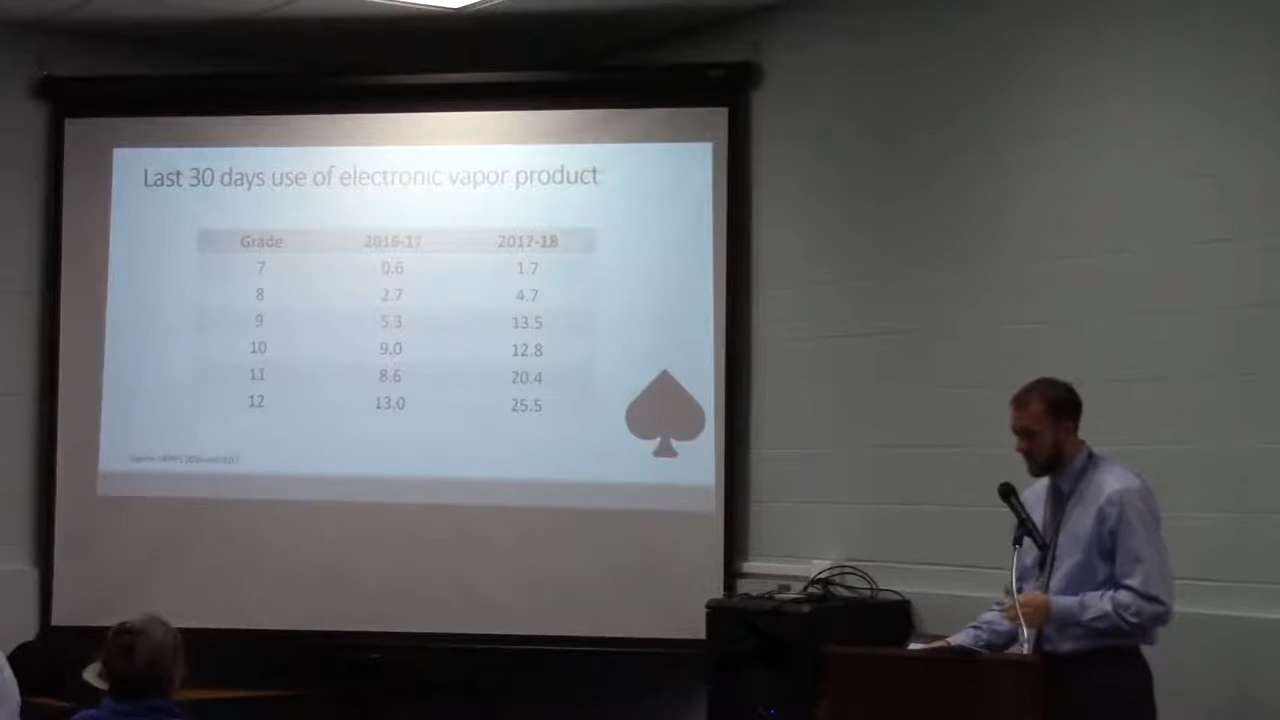 Last 30 days use of electronic vapor product
Grade 2016-17 2017-18
7 0.6 1.7
8 2.7 4.7
9 5.3 13.5
10 9.0 12.8
11 8.6 20.4
12 13.0 25.5